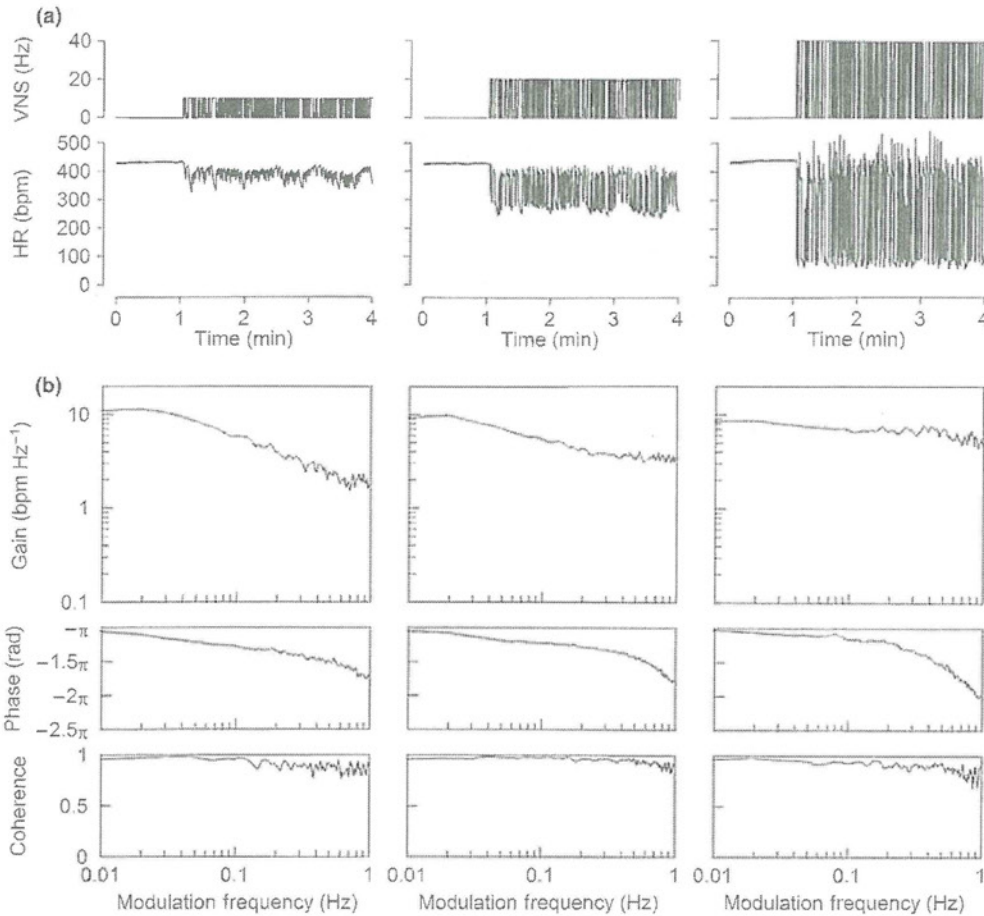 (a)
VNS (Hz)
40
20
0
HR (bpm)
500
400
300
200
100
0
0 1 2 3 4
Time (min)
0 1 2 3 4
Time (min)
0 1 2 3 4
Time (min)
(b)
Gain (bpm Hz⁻¹)
10
1
0.1
Phase (rad)
−π
−1.5π
−2π
−2.5π
Coherence
1
0.5
0
0.01 0.1 1
Modulation frequency (Hz)
0.01 0.1 1
Modulation frequency (Hz)
0.01 0.1 1
Modulation frequency (Hz)